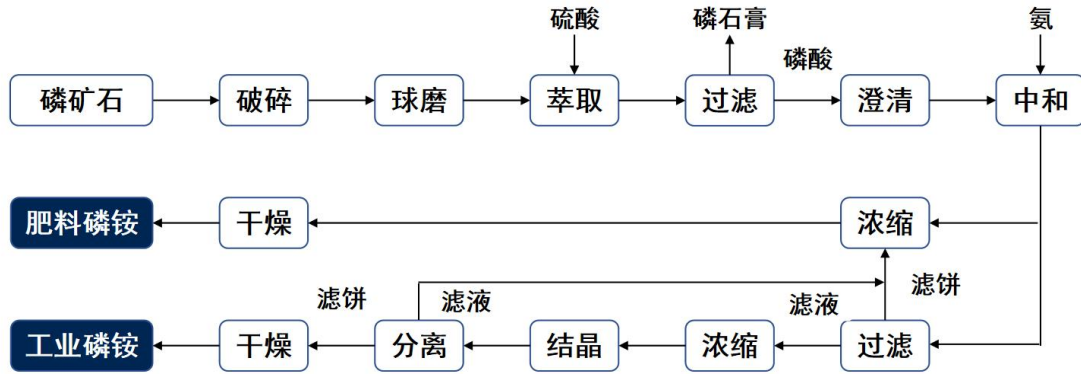 硫酸
磷石膏
氨
磷酸
磷矿石
破碎
球磨
萃取
过滤
澄清
中和
肥料磷铵
干燥
浓缩
滤饼
滤液
滤液
滤饼
工业磷铵
干燥
分离
结晶
浓缩
过滤